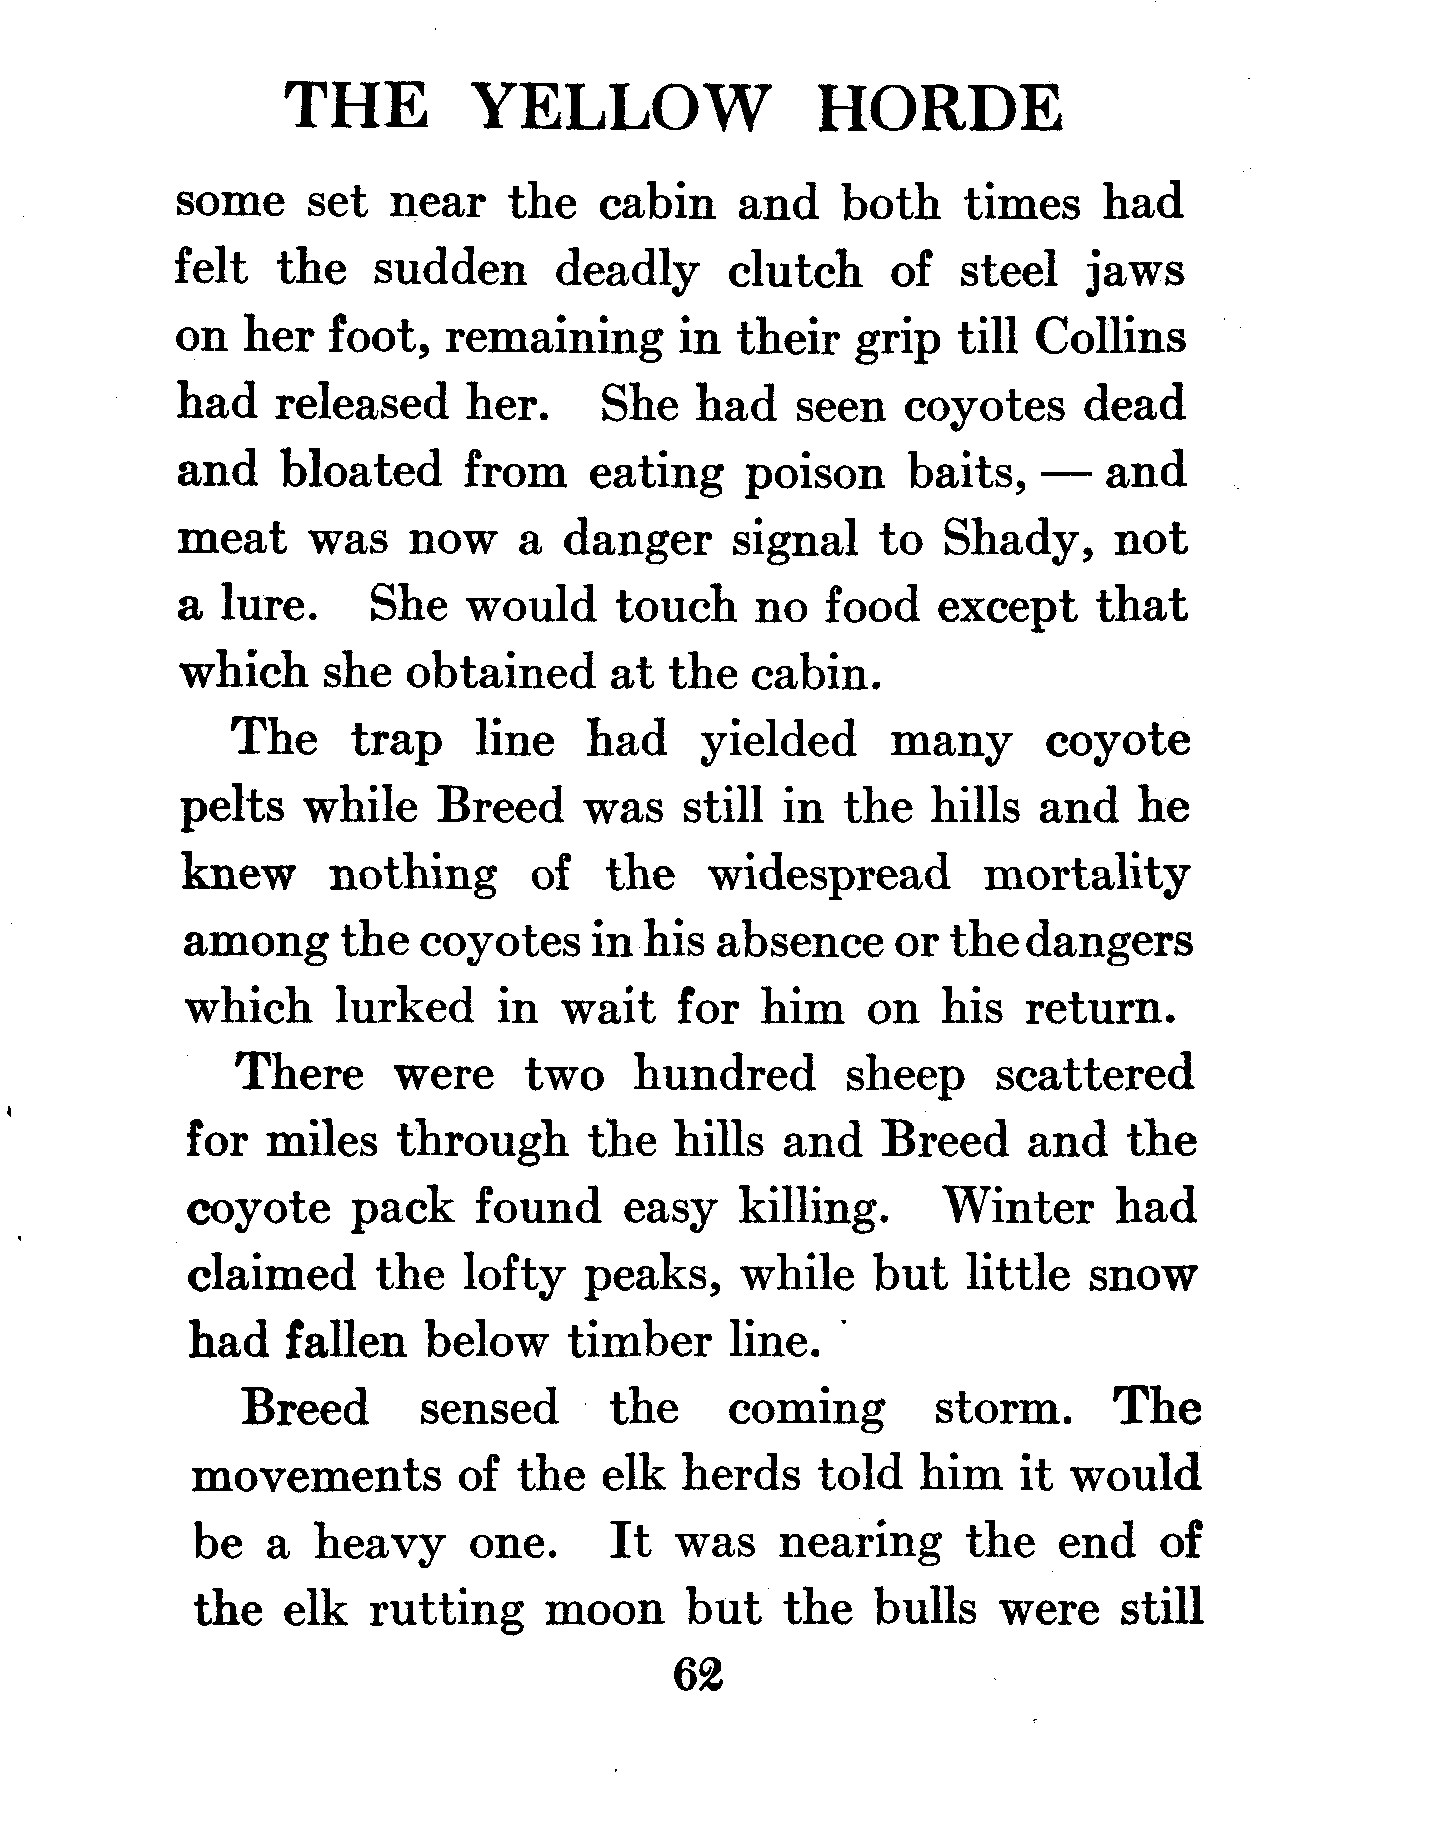 THE YELLOW HORDE
some set near the cabin and both times had
felt the sudden deadly clutch of steel jaws
on her foot, remaining in their grip till Collins
had released her. She had seen coyotes dead
and bloated from eating poison baits, — and
meat was now a danger signal to Shady, not
a lure. She would touch no food except that
which she obtained at the cabin.
The trap line had yielded many coyote
pelts while Breed was still in the hills and he
knew nothing of the widespread mortality
among the coyotes in his absence or the dangers
which lurked in wait for him on his return.
There were two hundred sheep scattered
for miles through the hills and Breed and the
coyote pack found easy killing. Winter had
claimed the lofty peaks, while but little snow
had fallen below timber line.
Breed sensed the coming storm. The
movements of the elk herds told him it would
be a heavy one. It was nearing the end of
the elk rutting moon but the bulls were still
62